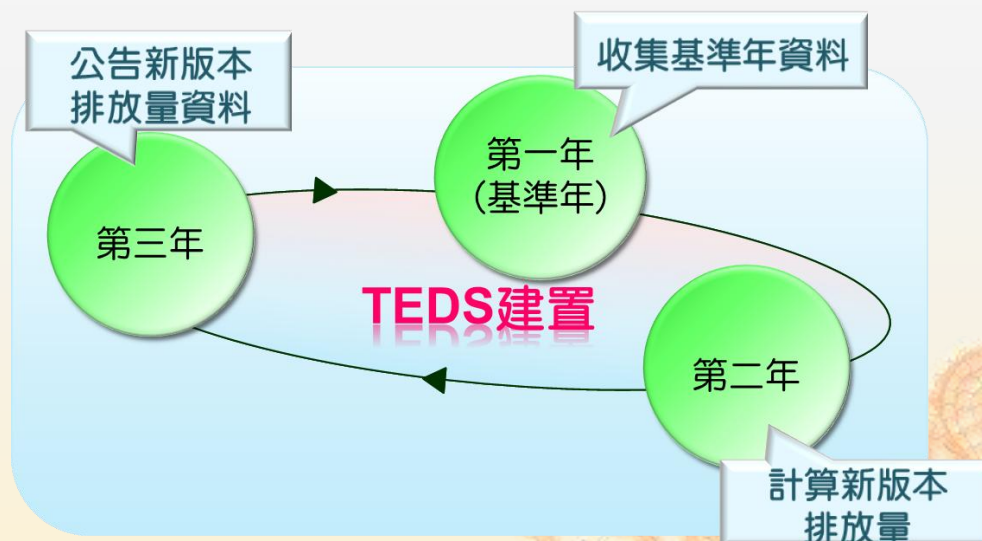 公告新版本
排放量資料
收集基準年資料
第一年
(基準年)
第三年
TEDS建置
第二年
計算新版本
排放量